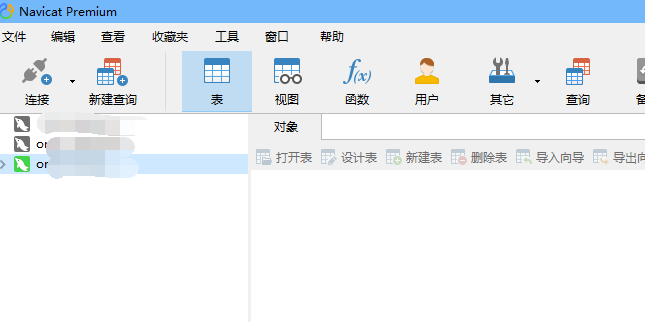 Navicat Premium
文件 编辑 查看 收藏夹 工具 窗口 帮助
f(x)
连接 新建查询 表 视图 函数 用户 其它 查询
对象
or
打开表 设计表 新建表 删除表 导入向导 导出向
or